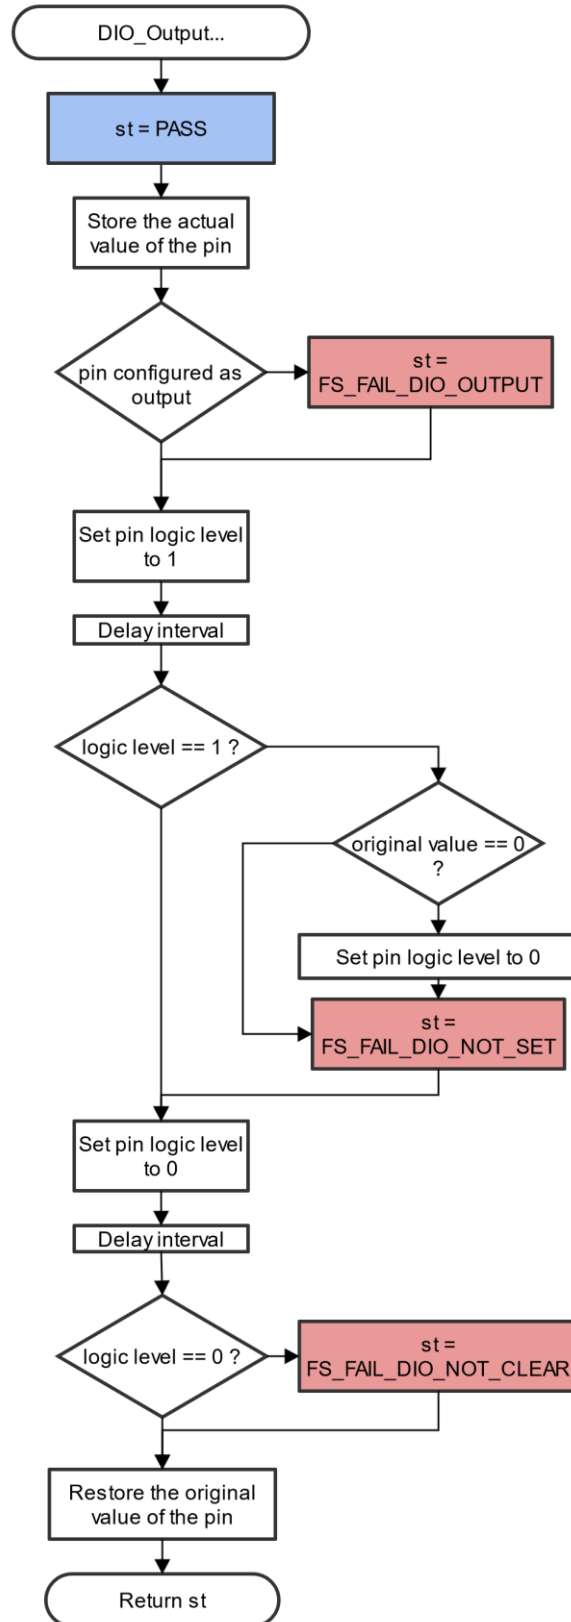 DIO_Output...
st = PASS
Store the actual
value of the pin
pin configured as
output
st =
FS_FAIL_DIO_OUTPUT
Set pin logic level
to 1
Delay interval
logic level == 1 ?
original value == 0
?
Set pin logic level to 0
st =
FS_FAIL_DIO_NOT_SET
Set pin logic level
to 0
Delay interval
logic level == 0 ?
st =
FS_FAIL_DIO_NOT_CLEAR
Restore the original
value of the pin
Return st